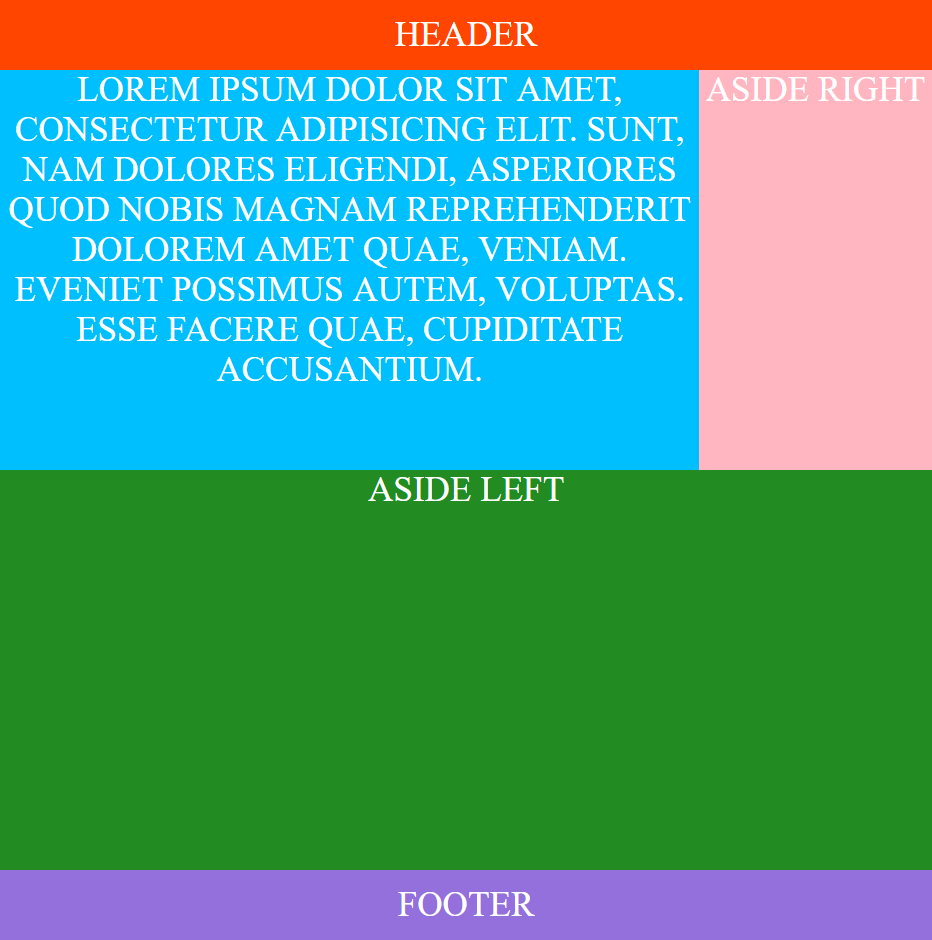 HEADER
LOREM IPSUM DOLOR SIT AMET,
CONSECTETUR ADIPISICING ELIT. SUNT,
NAM DOLORES ELIGENDI, ASPERIORES
QUOD NOBIS MAGNAM REPREHENDERIT
DOLOREM AMET QUAE, VENIAM.
EVENIET POSSIMUS AUTEM, VOLUPTAS.
ESSE FACERE QUAE, CUPIDITATE
ACCUSANTIUM.
ASIDE RIGHT
ASIDE LEFT
FOOTER